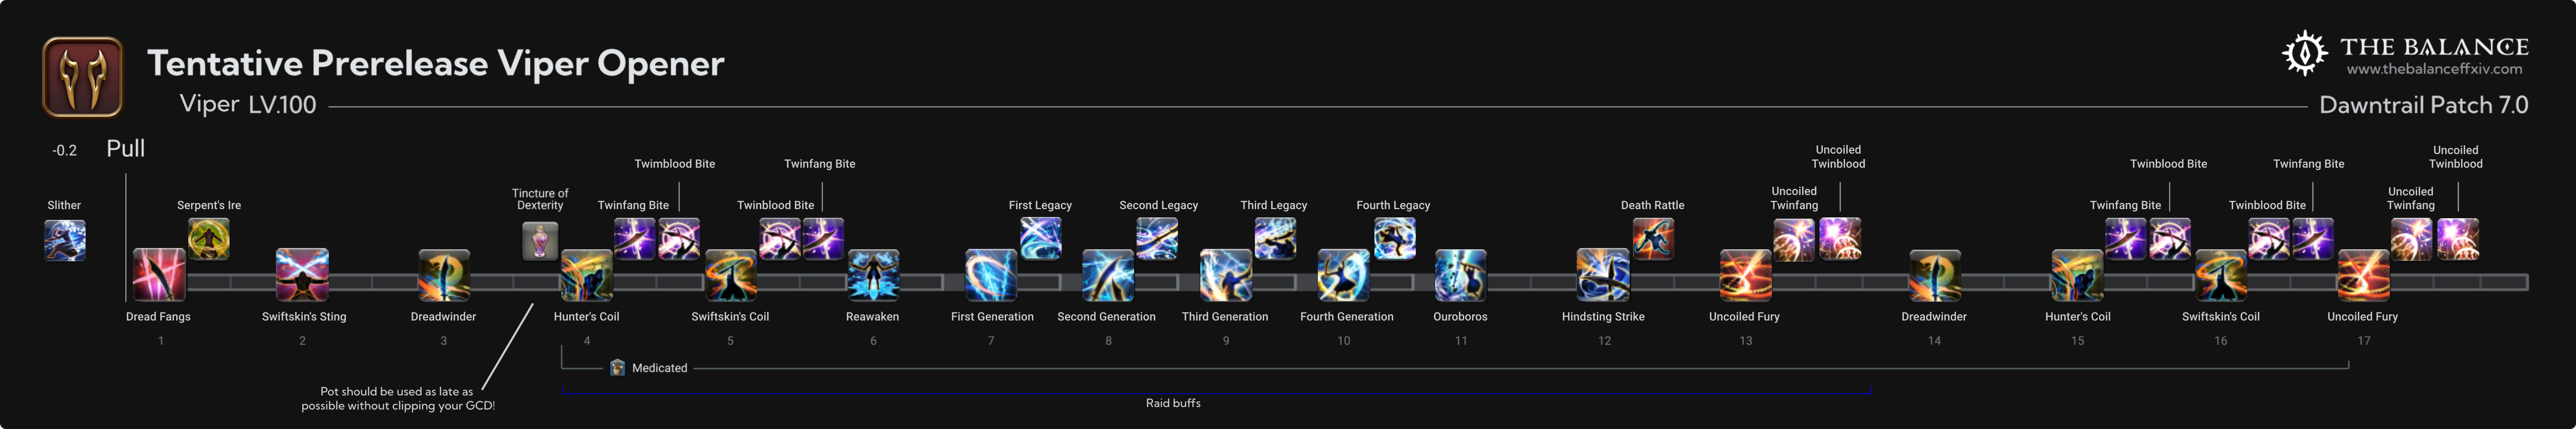 Tentative Prerelease Viper Opener
THE BALANCE
www.thebalanceffxiv.com
Viper LV.100
Dawntrail Patch 7.0
-0.2
Pull
Slither
Serpent's Ire
Tincture of
Dexterity
Twinfang Bite
Twimblood Bite
Twinblood Bite
Twinfang Bite
First Legacy
Second Legacy
Third Legacy
Fourth Legacy
Death Rattle
Uncoiled
Twinfang
Uncoiled
Twinblood
Twinfang Bite
Twinblood Bite
Twinblood Bite
Twinfang Bite
Uncoiled
Twinfang
Uncoiled
Twinblood
Dread Fangs
Swiftskin's Sting
Dreadwinder
Hunter's Coil
Swiftskin's Coil
Reawaken
First Generation
Second Generation
Third Generation
Fourth Generation
Ouroboros
Hindsting Strike
Uncoiled Fury
Dreadwinder
Hunter's Coil
Swiftskin's Coil
Uncoiled Fury
1
2
3
4
5
6
7
8
9
10
11
12
13
14
15
16
17
Medicated
Pot should be used as late as
possible without clipping your GCD!
Raid buffs